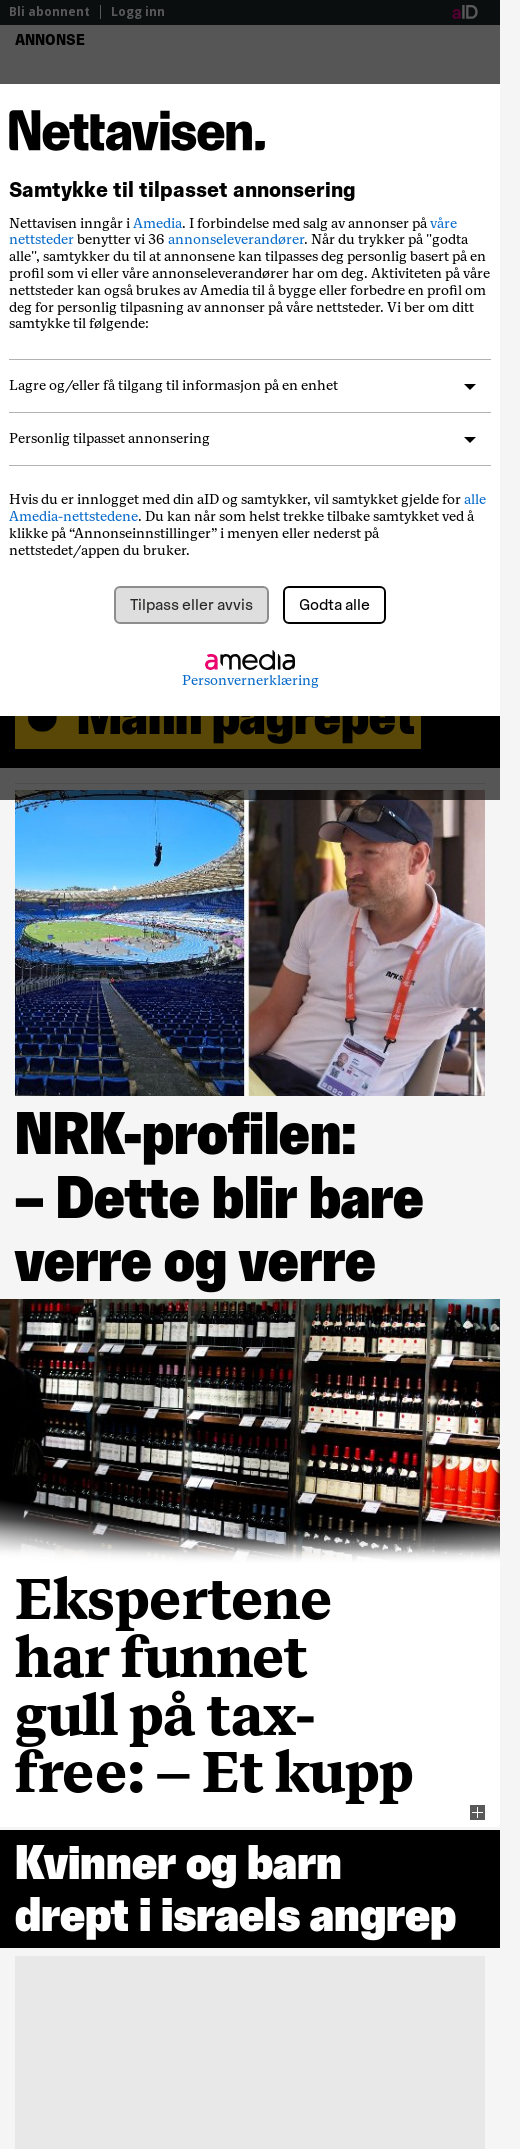 Bli abonnent | Logg inn
aID
ANNONSE
Nettavisen.
Samtykke til tilpasset annonsering
Nettavisen inngår i Amedia. I forbindelse med salg av annonser på våre
nettsteder benytter vi 36 annonseleverandører. Når du trykker på "godta
alle", samtykker du til at annonsene kan tilpasses deg personlig basert på en
profil som vi eller våre annonseleverandører har om deg. Aktiviteten på våre
nettsteder kan også brukes av Amedia til å bygge eller forbedre en profil om
deg for personlig tilpasning av annonser på våre nettsteder. Vi ber om ditt
samtykke til følgende:
Lagre og/eller få tilgang til informasjon på en enhet
Personlig tilpasset annonsering
Hvis du er innlogget med din aID og samtykker, vil samtykket gjelde for alle
Amedia-nettstedene. Du kan når som helst trekke tilbake samtykket ved å
klikke på “Annonseinnstillinger” i menyen eller nederst på
nettstedet/appen du bruker.
Tilpass eller avvis
Godta alle
amedia
Personvernerklæring
Mann pågrepet
NRK-profilen:
– Dette blir bare
verre og verre
Ekspertene
har funnet
gull på tax-
free: – Et kupp
Kvinner og barn
drept i israels angrep